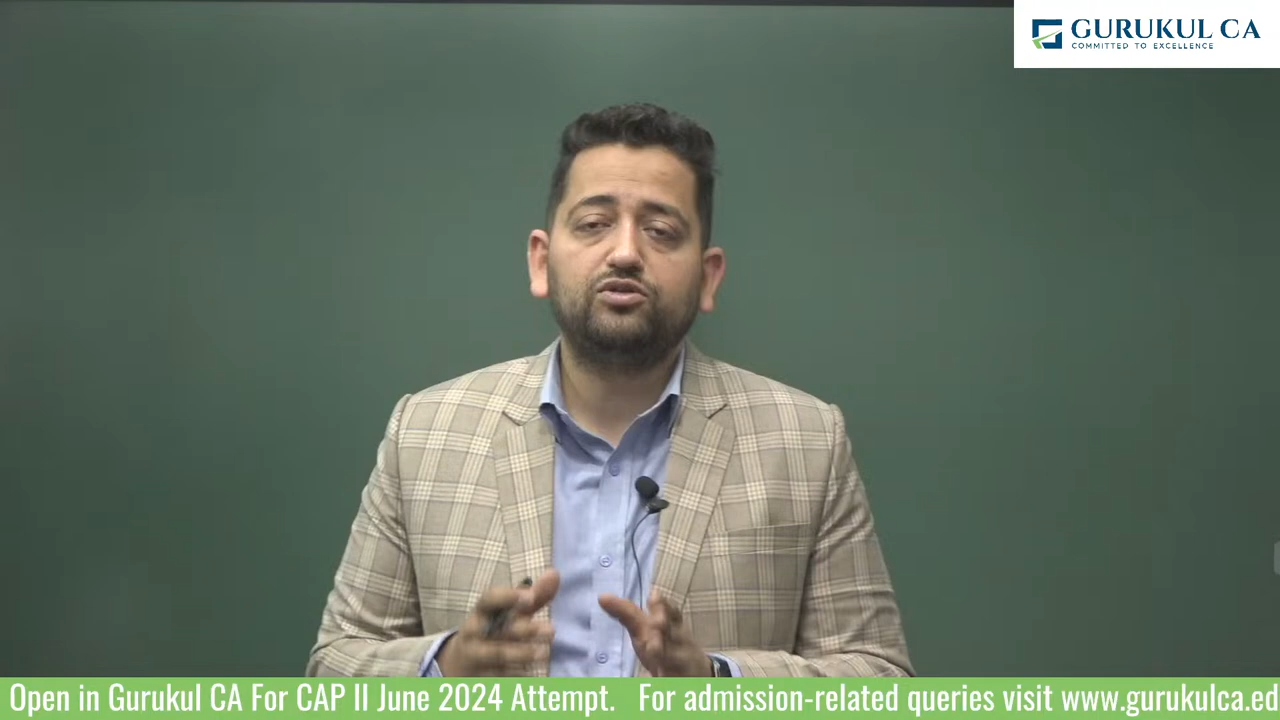 GURUKUL CA
COMMITTED TO EXCELLENCE
Open in Gurukul CA For CAP II June 2024 Attempt. For admission-related queries visit www.gurukulca.ed